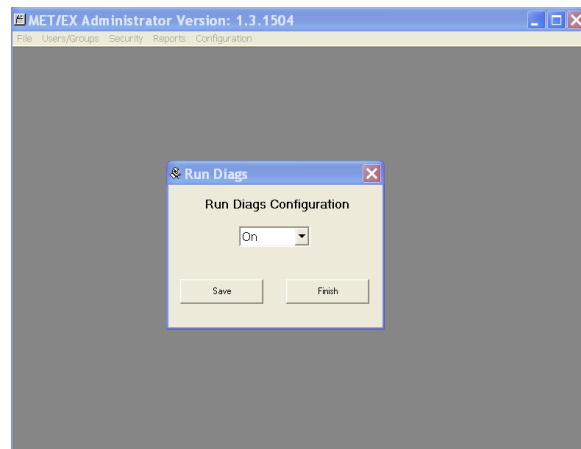 MET/EX Administrator Version: 1.3.1504
File Users/Groups Security Reports Configuration
Run Diags
Run Diags Configuration
On
Save Finish